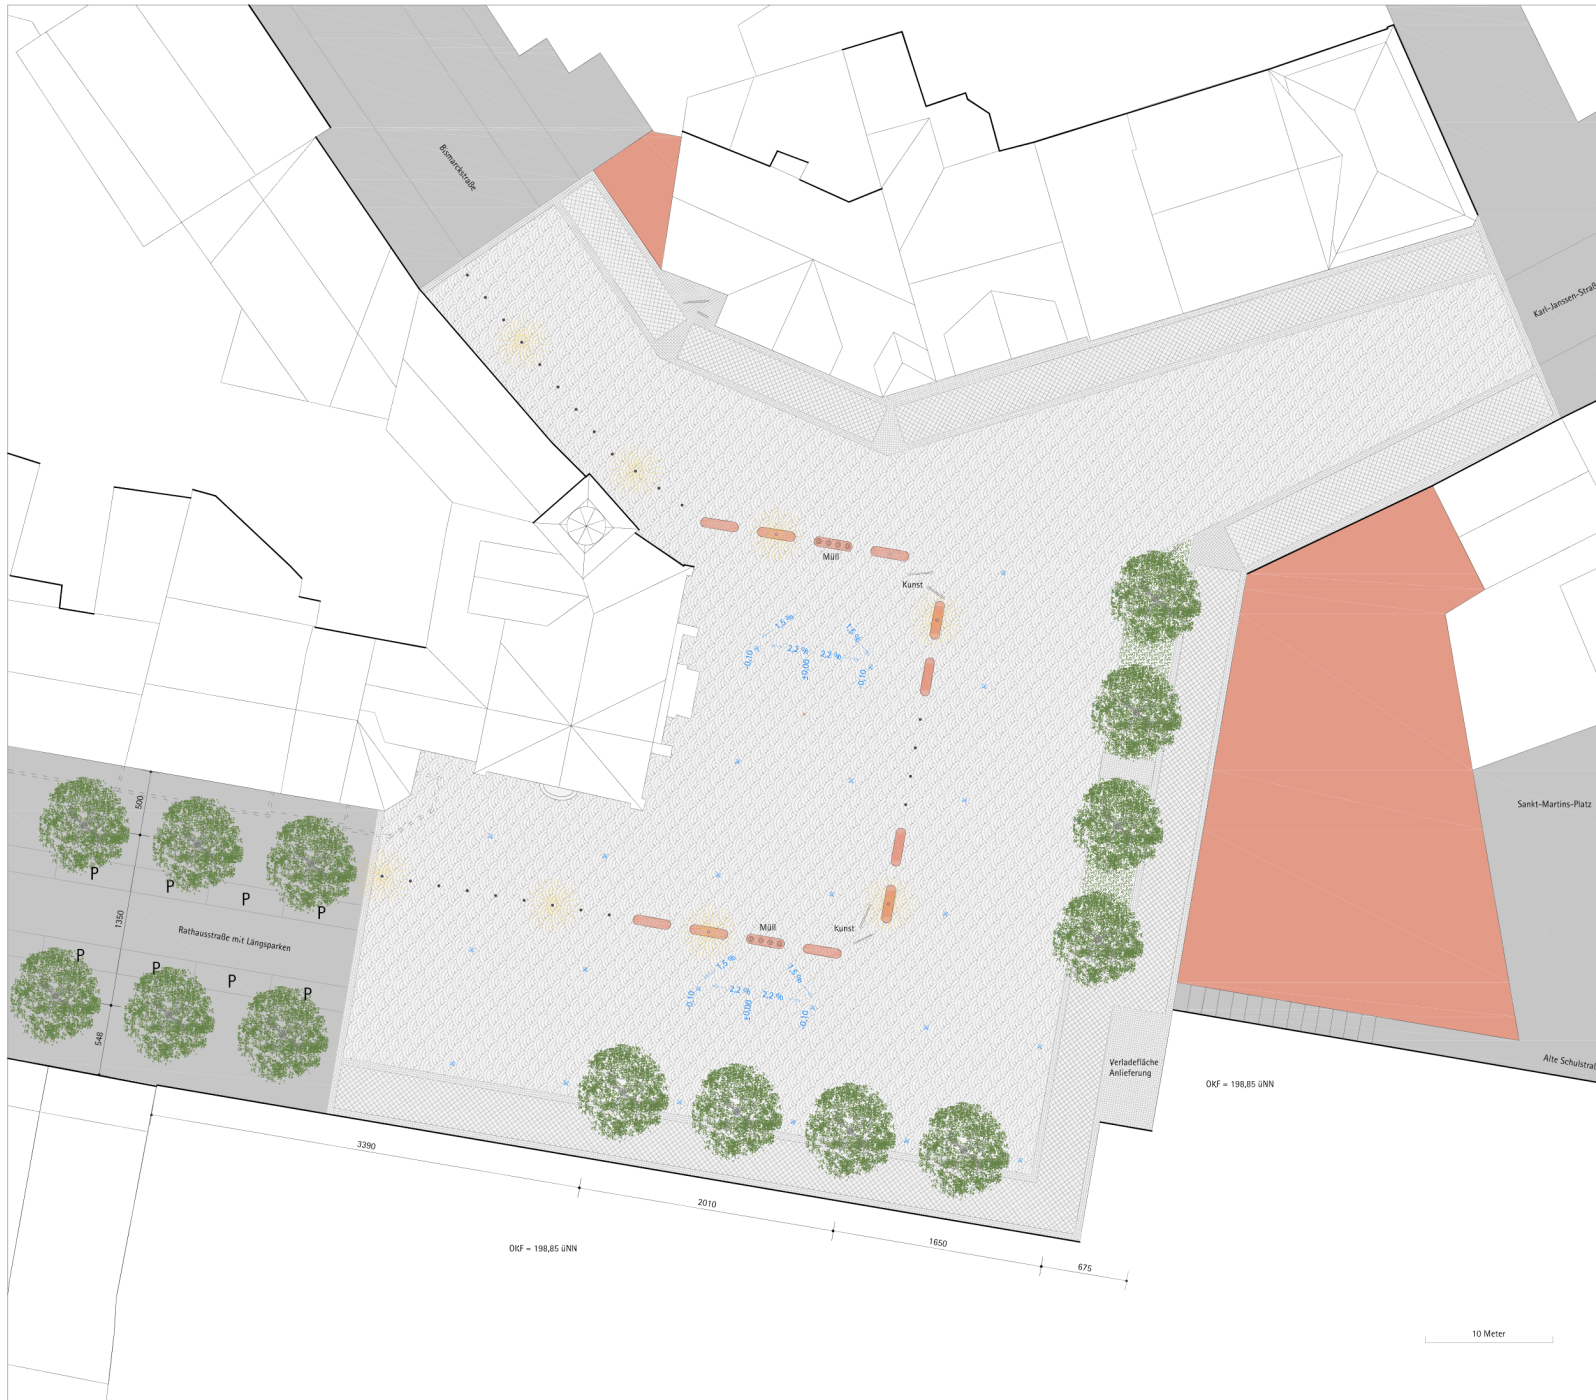 Bismarckstraße
Karl-Janssen-Straß
Müll
Kunst
1,5 %
1,5 %
2,2 %
2,2 %
-0,10
±0,00
-0,10
500
Sankt-Martins-Platz
P
P
P
P
1350
Rathausstraße mit Längsparken
Müll
Kunst
P
P
P
P
1,5 %
1,5 %
2,2 %
2,2 %
-0,10
±0,00
-0,10
548
Verladefläche
Anlieferung
Alte Schulstraß
OKF = 198,85 üNN
3390
2010
1650
675
OKF = 198,85 üNN
10 Meter